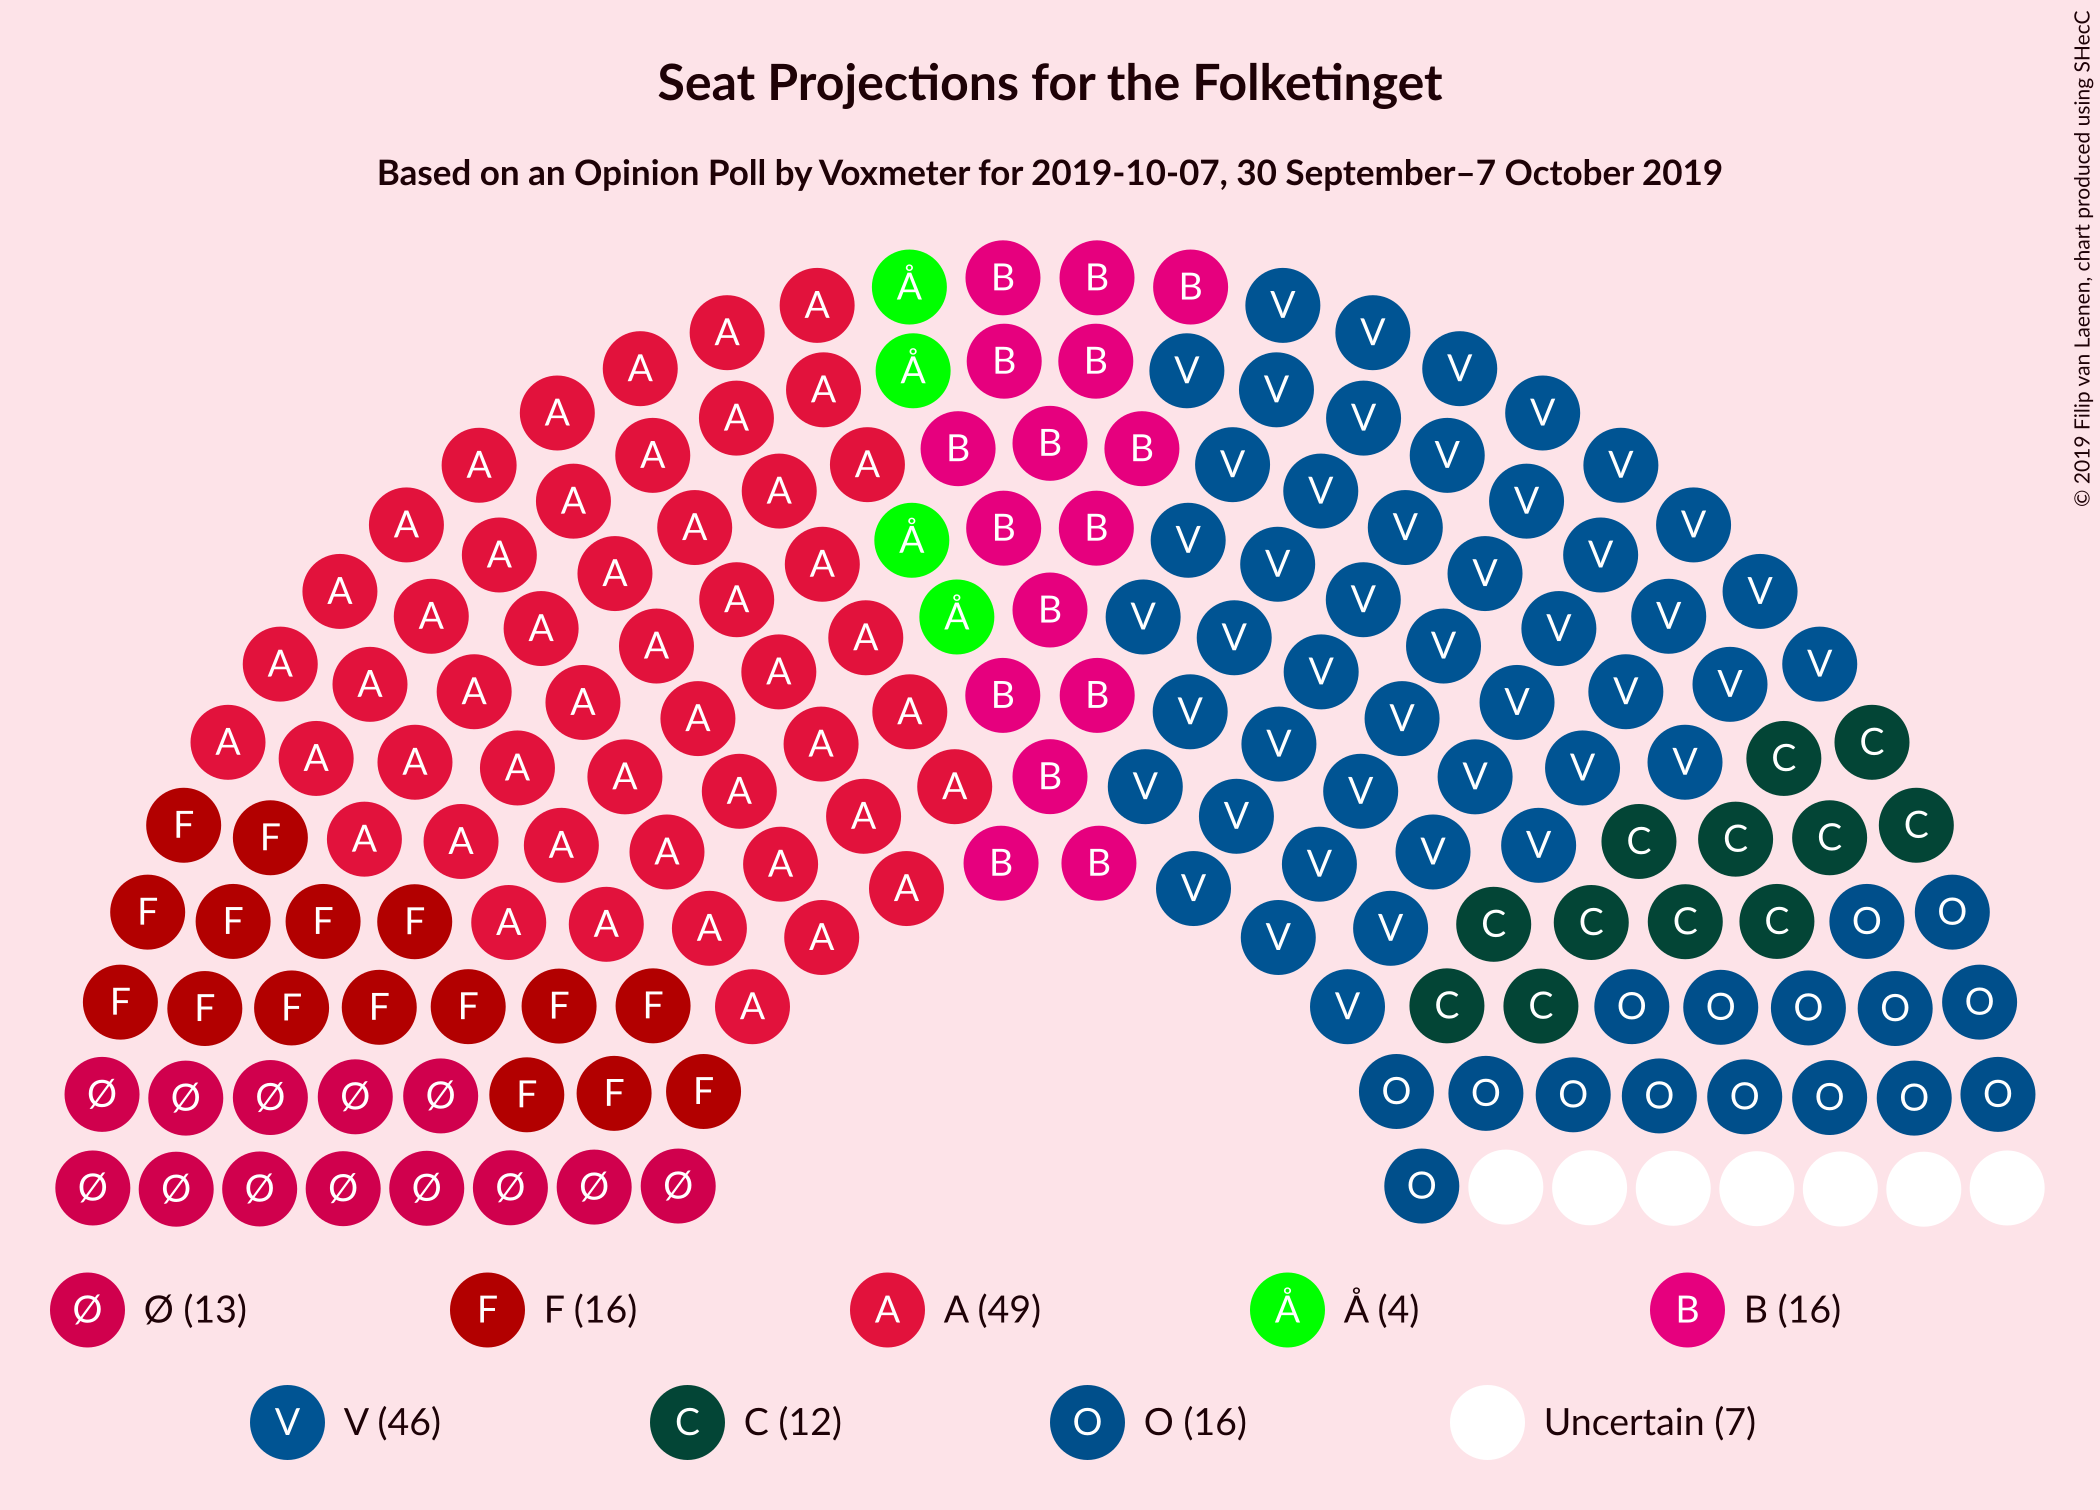 Seat Projections for the Folketinget
Based on an Opinion Poll by Voxmeter for 2019-10-07, 30 September–7 October 2019
© 2019 Filip van Laenen, chart produced using SHecC
Å B B B
A A V V
A Å B B V V A V
A A B B B V V
A A A A V V V V
A A A Å B B V V V V
A A A A V V V V
A A A A Å B V V V V V
A A A A V V V V
A A A A A B B V V V V V V
A A A A V V V C C
A A A A A B V V V V V
F F A A A A A A B B V V V V C C C C
F F F F A A A A V V C C C C O O
F F F F F F F A V C C O O O O O
Ø Ø Ø Ø Ø F F F O O O O O O O O
Ø Ø Ø Ø Ø Ø Ø Ø O
Ø Ø (13) F F (16) A A (49) Å Å (4) B B (16)
V V (46) C C (12) O O (16) Uncertain (7)